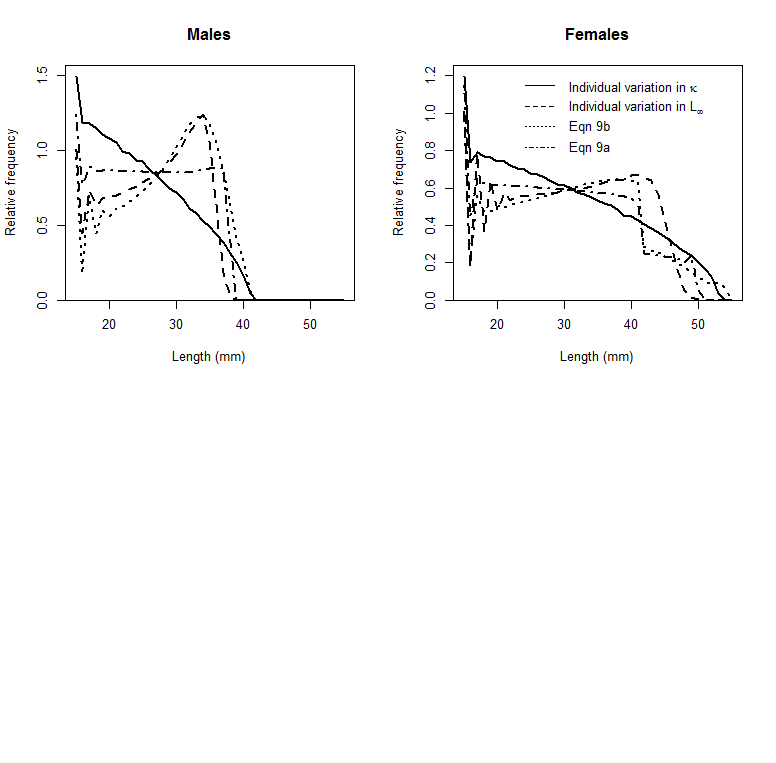 Males
Relative frequency
1.5
1.0
0.5
0.0
20 30 40 50
Length (mm)
Females
Relative frequency
1.2
1.0
0.8
0.6
0.4
0.2
0.0
Individual variation in κ
Individual variation in L∞
Eqn 9b
Eqn 9a
20 30 40 50
Length (mm)